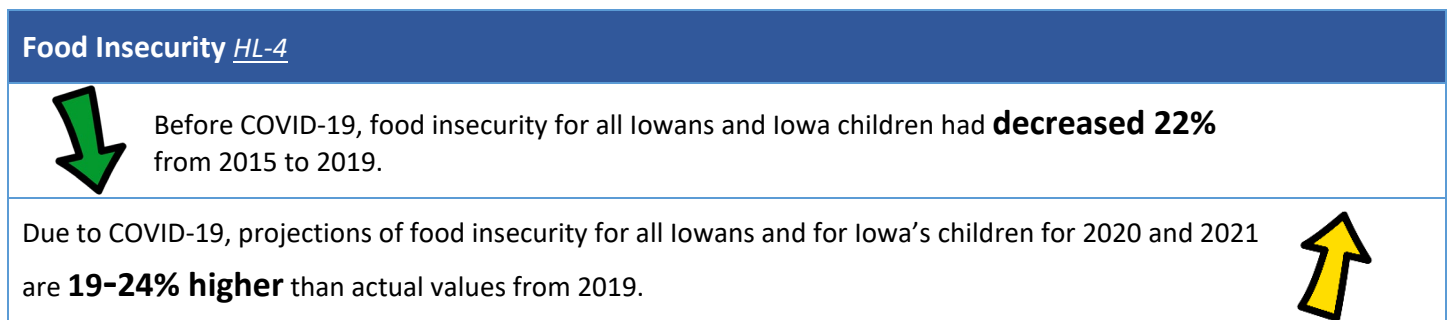 Food Insecurity HL-4
Before COVID-19, food insecurity for all Iowans and Iowa children had decreased 22%
from 2015 to 2019.
Due to COVID-19, projections of food insecurity for all Iowans and for Iowa’s children for 2020 and 2021
are 19-24% higher than actual values from 2019.